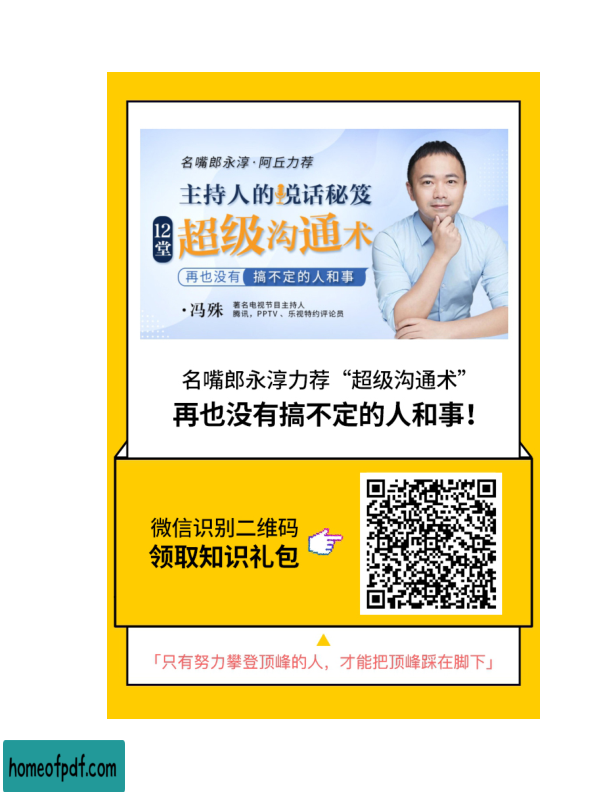 名嘴郎永淳·阿丘力荐
主持人的说话秘笈
12堂
超级沟通术
再也没有 搞不定的人和事
·冯殊
著名电视节目主持人
腾讯，PPTV、乐视特约评论员
名嘴郎永淳力荐“超级沟通术”
再也没有搞不定的人和事！
微信识别二维码
领取知识礼包
「只有努力攀登顶峰的人，才能把顶峰踩在脚下」
homeofpdf.com